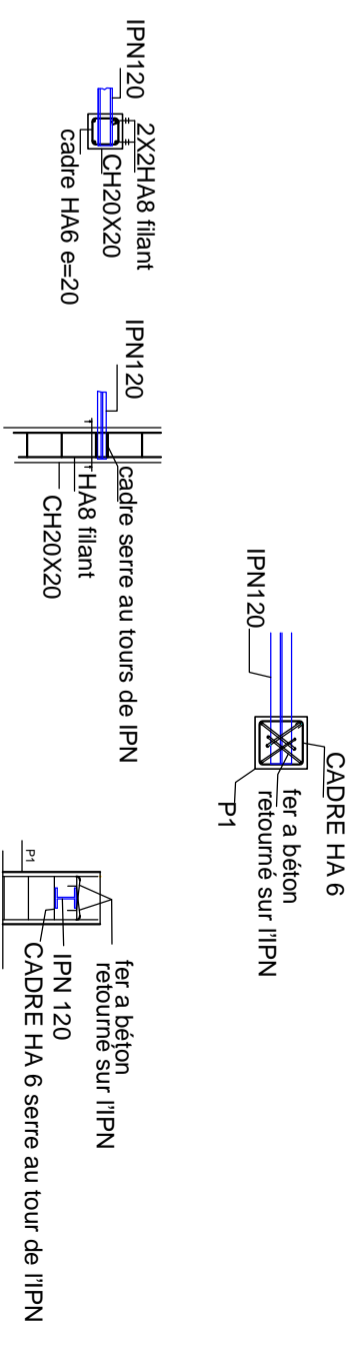 IPN120
2X2HA8 filant
CH20X20
cadre HA6 e=20
IPN120
cadre serre au tours de IPN
HA8 filant
CH20X20
CADRE HA 6
fer a béton
retourné sur l'IPN
IPN120
P1
fer a béton
retourné sur l'IPN
IPN 120
CADRE HA 6 serre au tour de l'IPN
P1